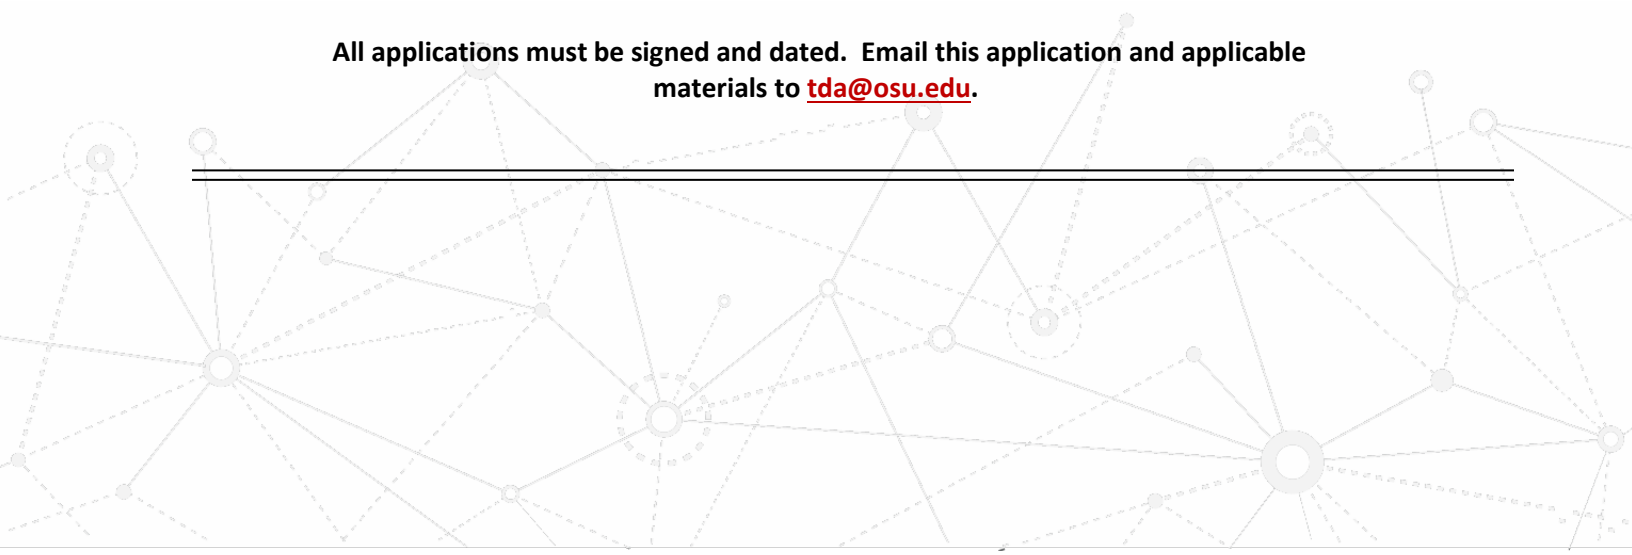 All applications must be signed and dated.  Email this application and applicable
materials to tda@osu.edu.